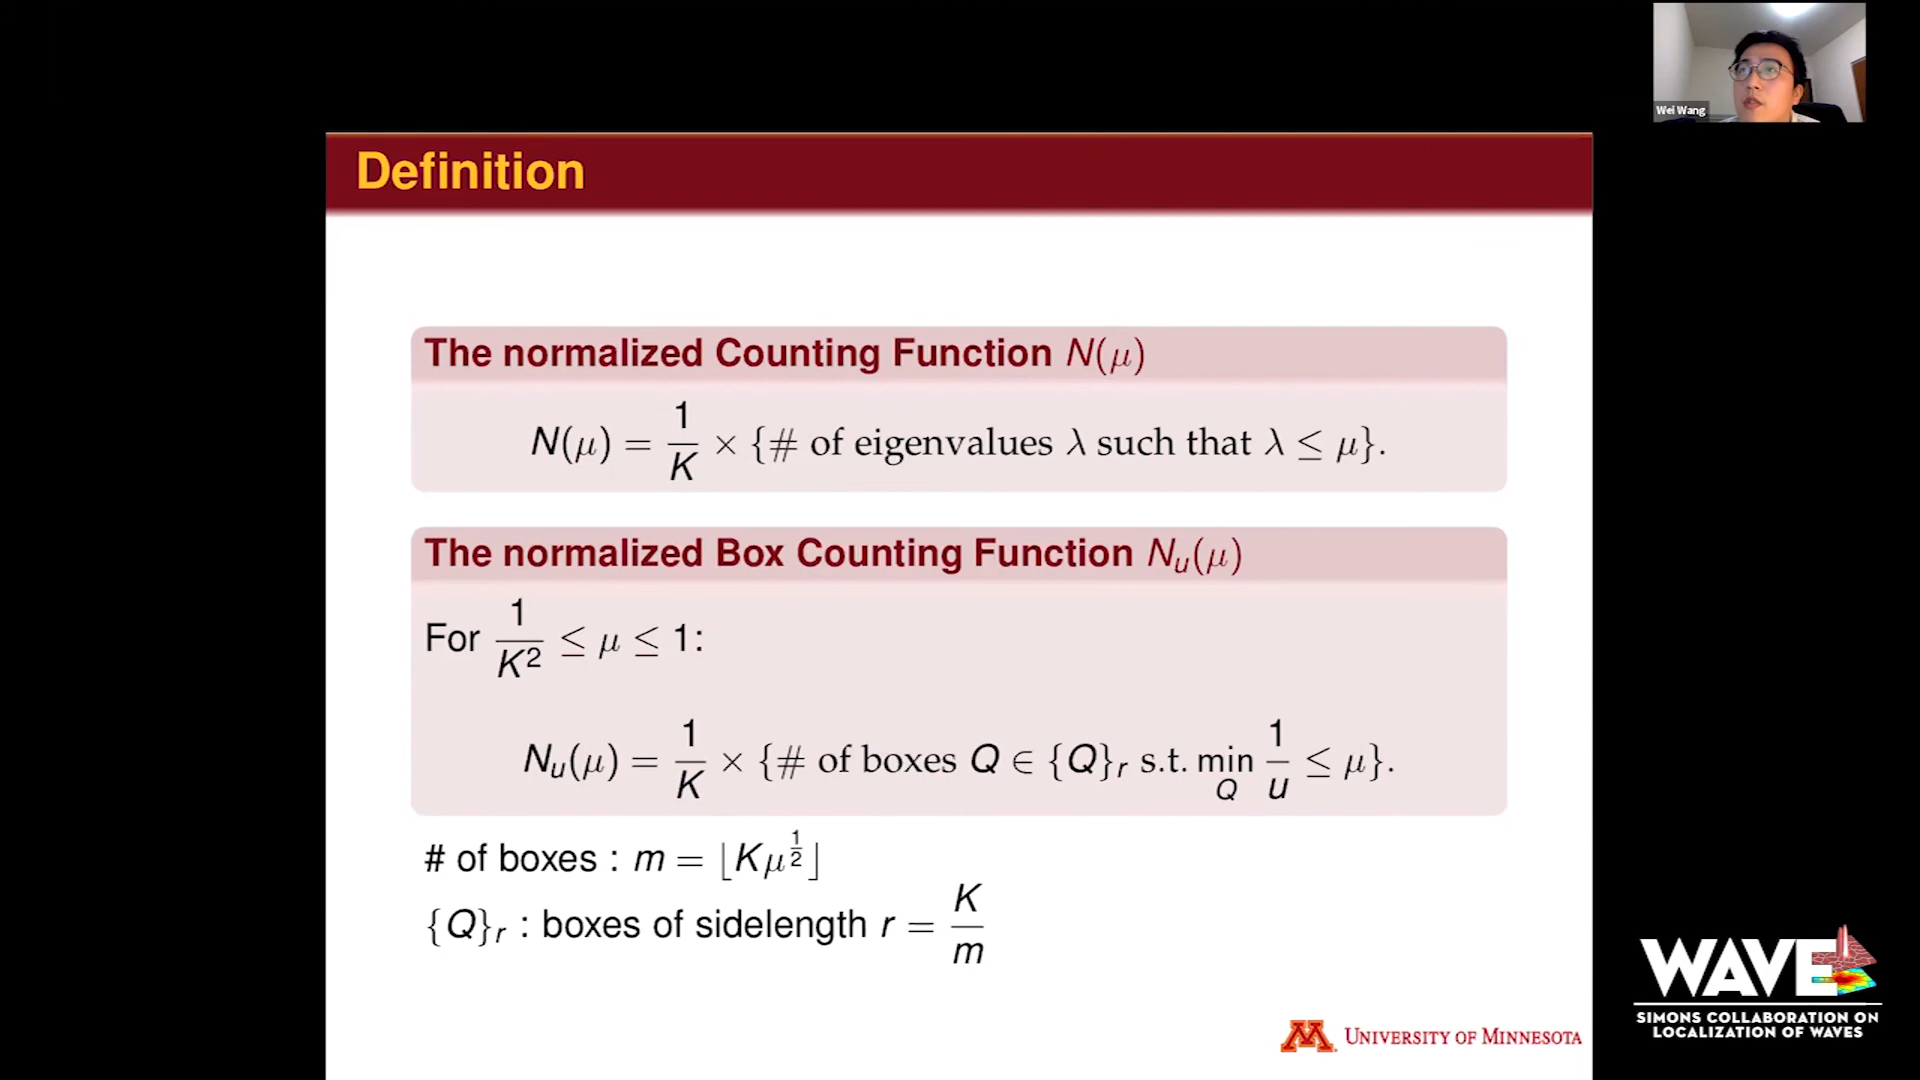 Wei Wang
Definition
The normalized Counting Function N(μ)
N(μ) = 1/K × {# of eigenvalues λ such that λ ≤ μ}.
The normalized Box Counting Function N_u(μ)
For 1/K² ≤ μ ≤ 1:
N_u(μ) = 1/K × {# of boxes Q ∈ {Q}_r s.t. min_Q 1/u ≤ μ}.
# of boxes : m = ⌊Kμ^{1/2}⌋
{Q}_r : boxes of sidelength r = K/m
WAVE
SIMONS COLLABORATION ON
LOCALIZATION OF WAVES
M UNIVERSITY OF MINNESOTA